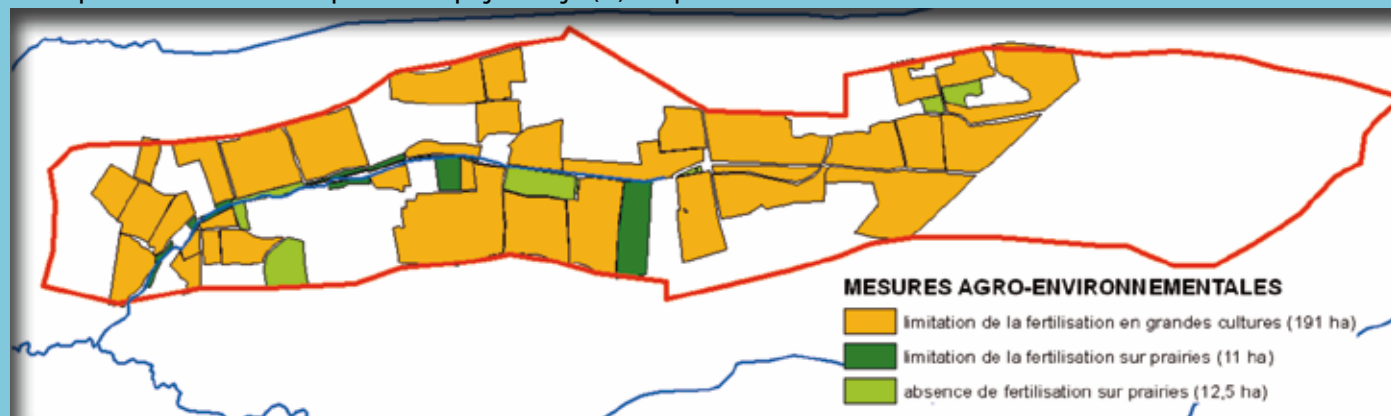 MESURES AGRO-ENVIRONNEMENTALES
limitation de la fertilisation en grandes cultures (191 ha)
limitation de la fertilisation sur prairies (11 ha)
absence de fertilisation sur prairies (12,5 ha)